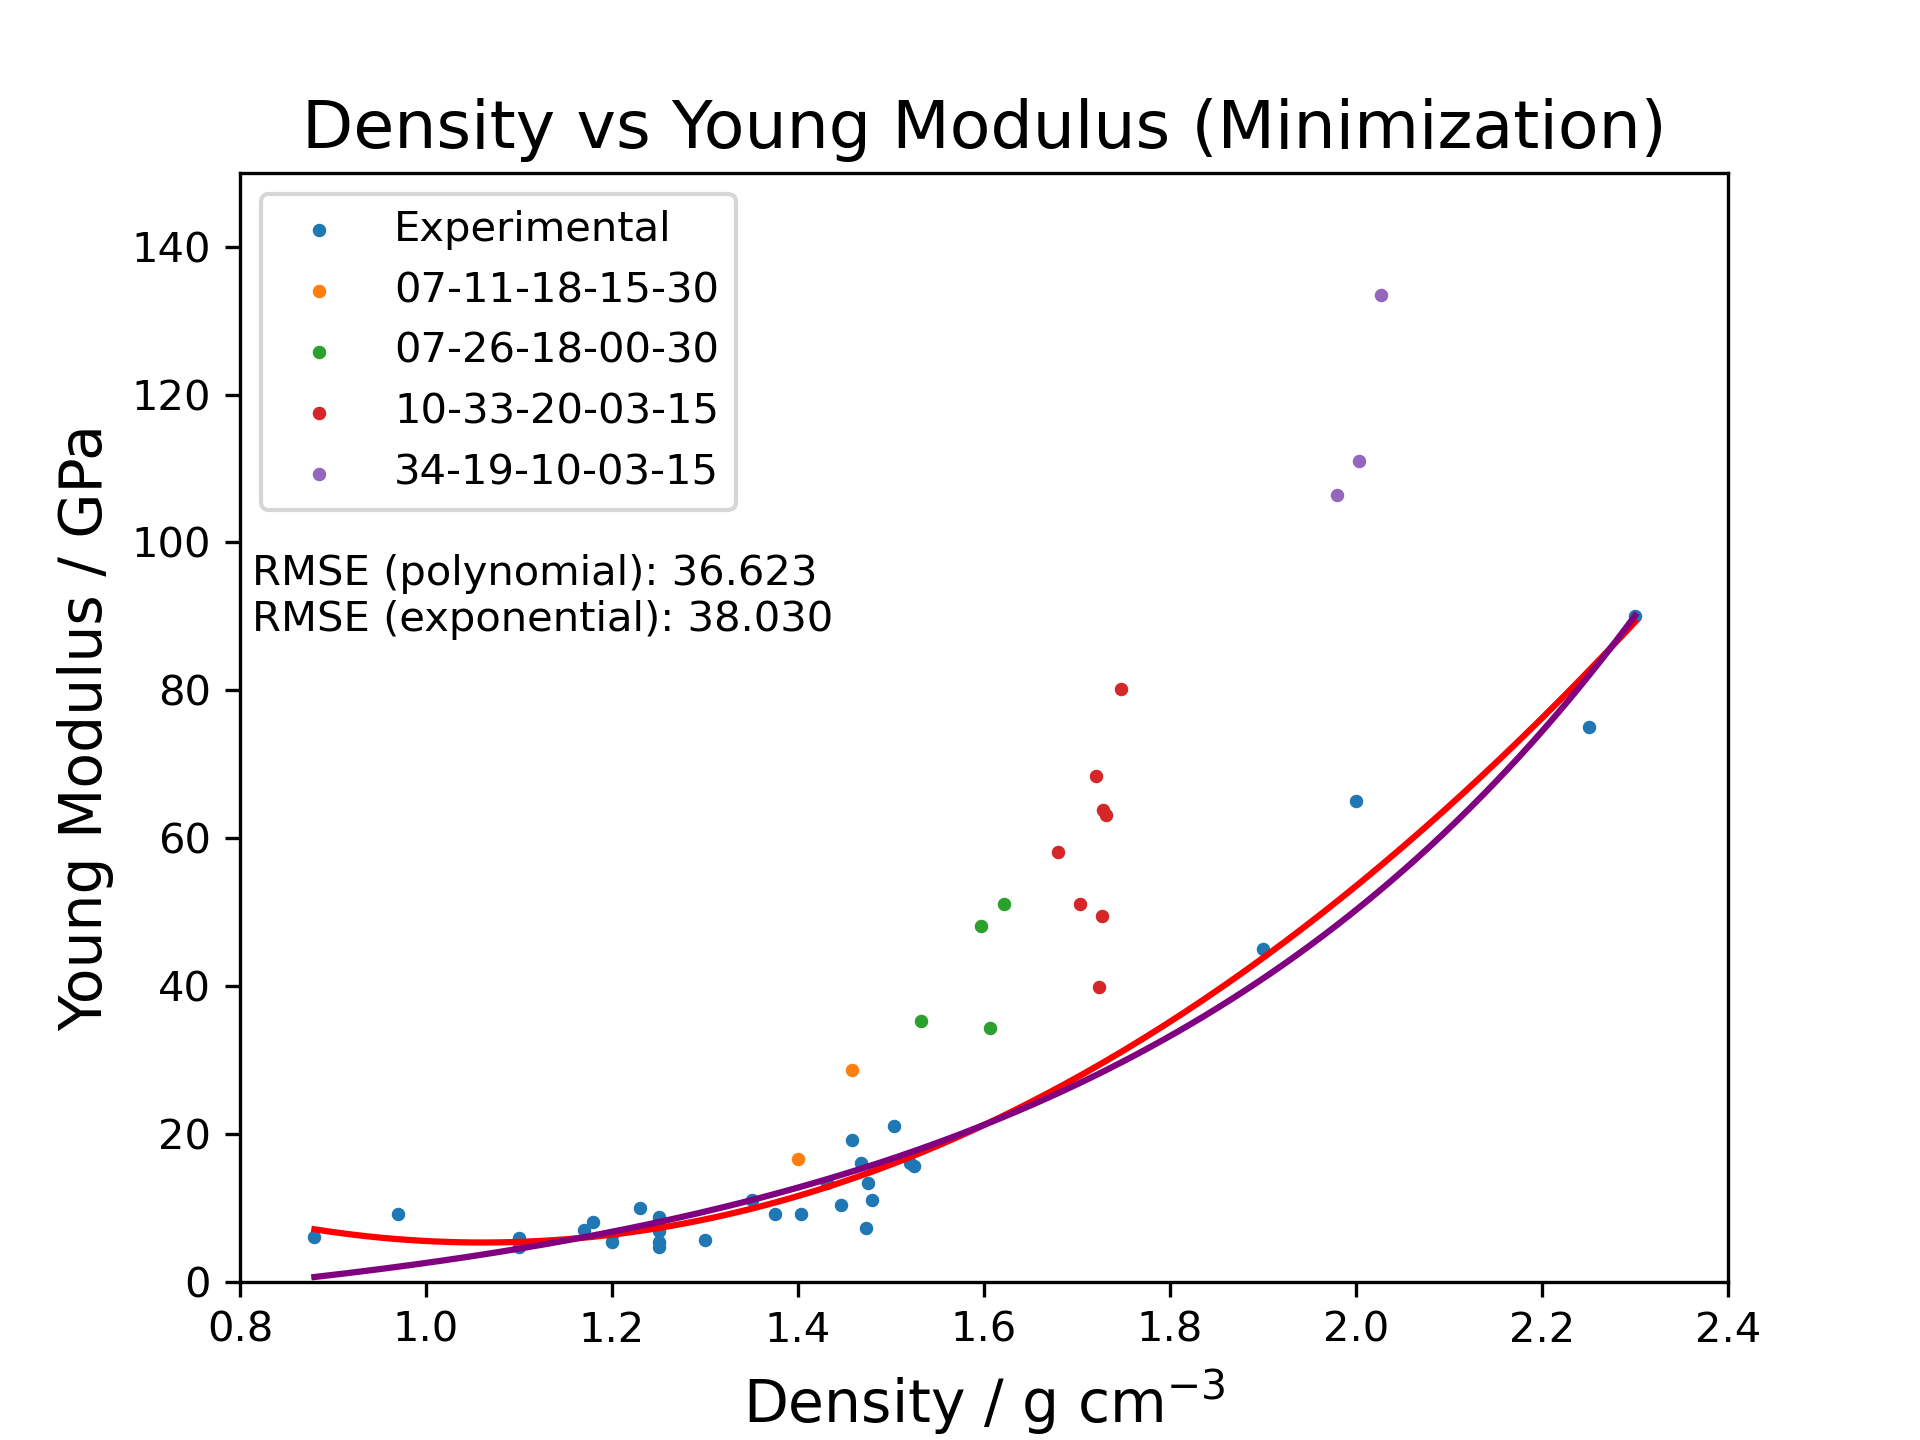 Density vs Young Modulus (Minimization)
Experimental
07-11-18-15-30
07-26-18-00-30
10-33-20-03-15
34-19-10-03-15
RMSE (polynomial): 36.623
RMSE (exponential): 38.030
Young Modulus / GPa
140
120
100
80
60
40
20
0
0.8 1.0 1.2 1.4 1.6 1.8 2.0 2.2 2.4
Density / g cm⁻³